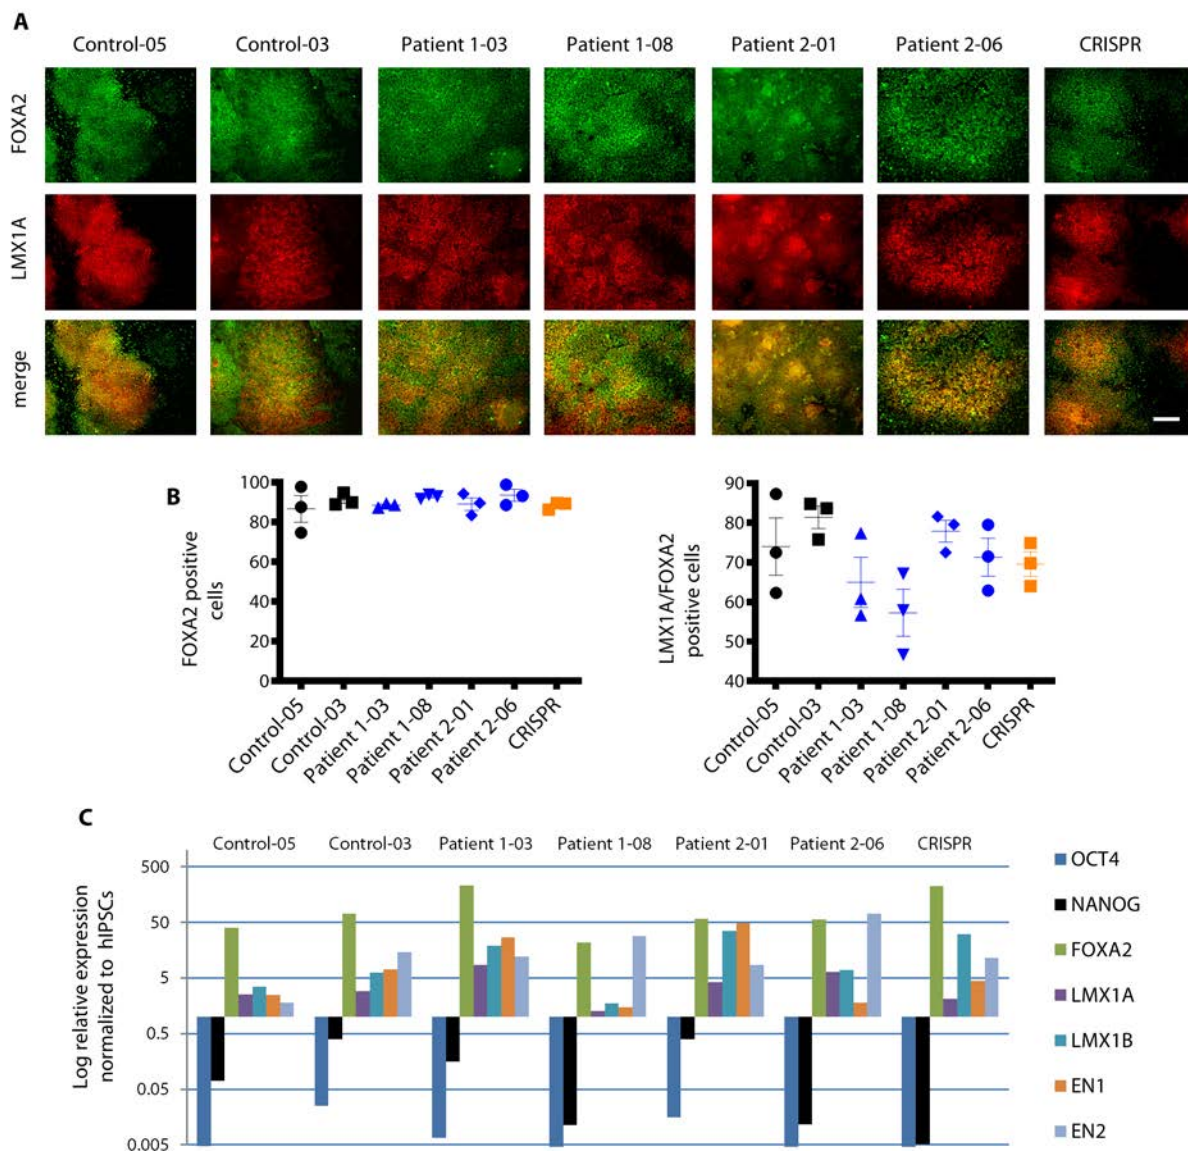 A
Control-05 Control-03 Patient 1-03 Patient 1-08 Patient 2-01 Patient 2-06 CRISPR
FOXA2
LMX1A
merge
B
FOXA2 positive
cells
100
80
60
40
20
0
Control-05
Control-03
Patient 1-03
Patient 1-08
Patient 2-01
Patient 2-06
CRISPR
LMX1A/FOXA2
positive cells
90
80
70
60
50
40
Control-05
Control-03
Patient 1-03
Patient 1-08
Patient 2-01
Patient 2-06
CRISPR
C
Control-05 Control-03 Patient 1-03 Patient 1-08 Patient 2-01 Patient 2-06 CRISPR
Log relative expression
normalized to hIPSCs
500
50
5
0.5
0.05
0.005
OCT4
NANOG
FOXA2
LMX1A
LMX1B
EN1
EN2